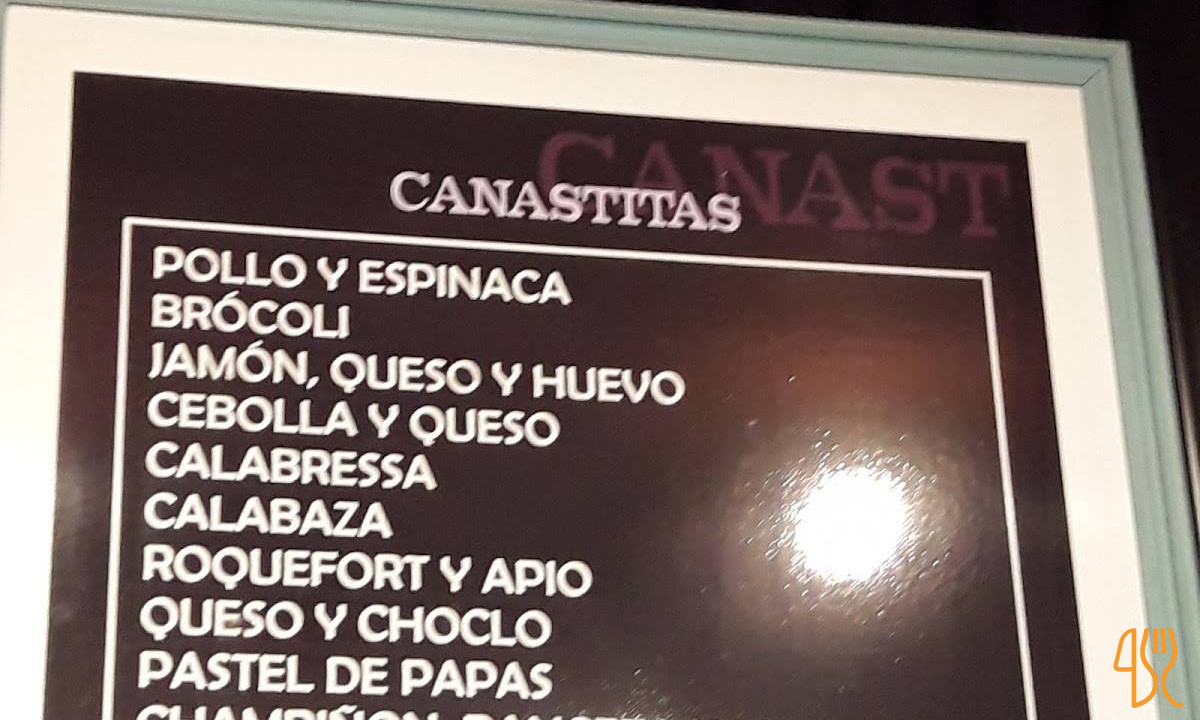 CANAST
CANASTITAS
POLLO Y ESPINACA
BRÓCOLI
JAMÓN, QUESO Y HUEVO
CEBOLLA Y QUESO
CALABRESSA
CALABAZA
ROQUEFORT Y APIO
QUESO Y CHOCLO
PASTEL DE PAPAS